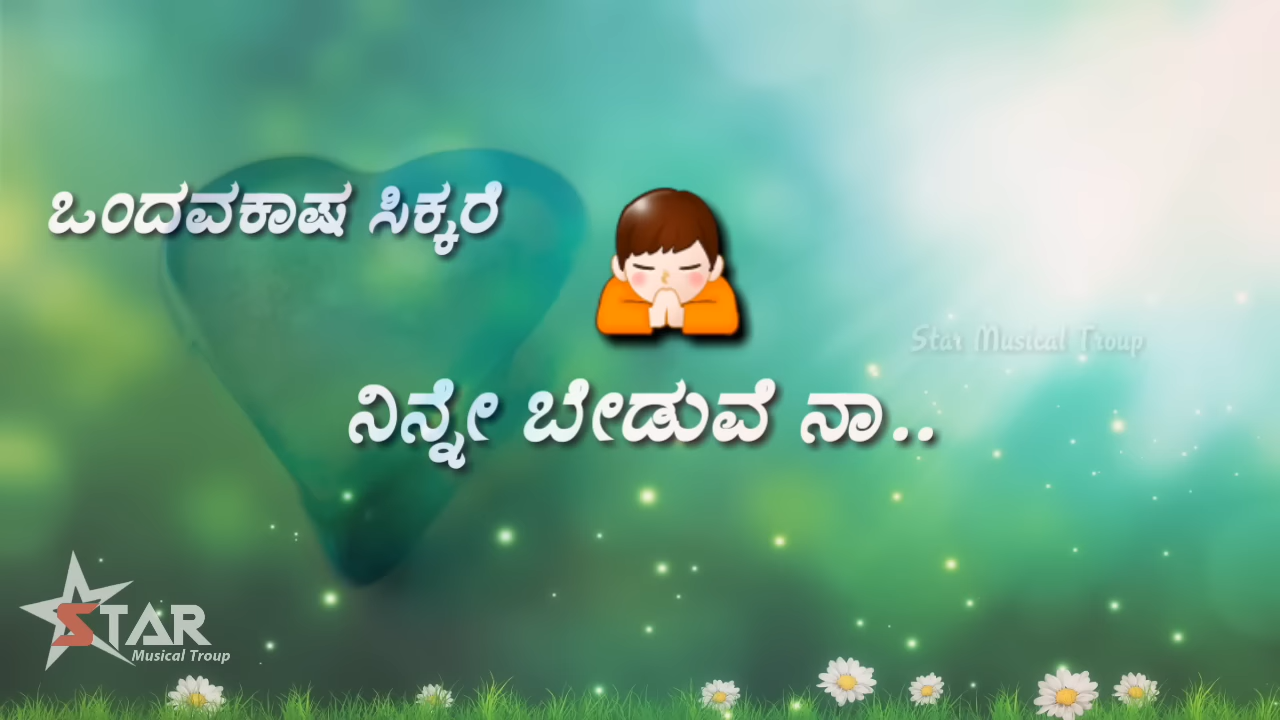 ಒಂದವಕಾಷ ಸಿಕ್ಕರೆ
Star Musical Troup
ನಿನ್ನೇ ಬೇಡುವೆ ನಾ..
STAR
Musical Troup